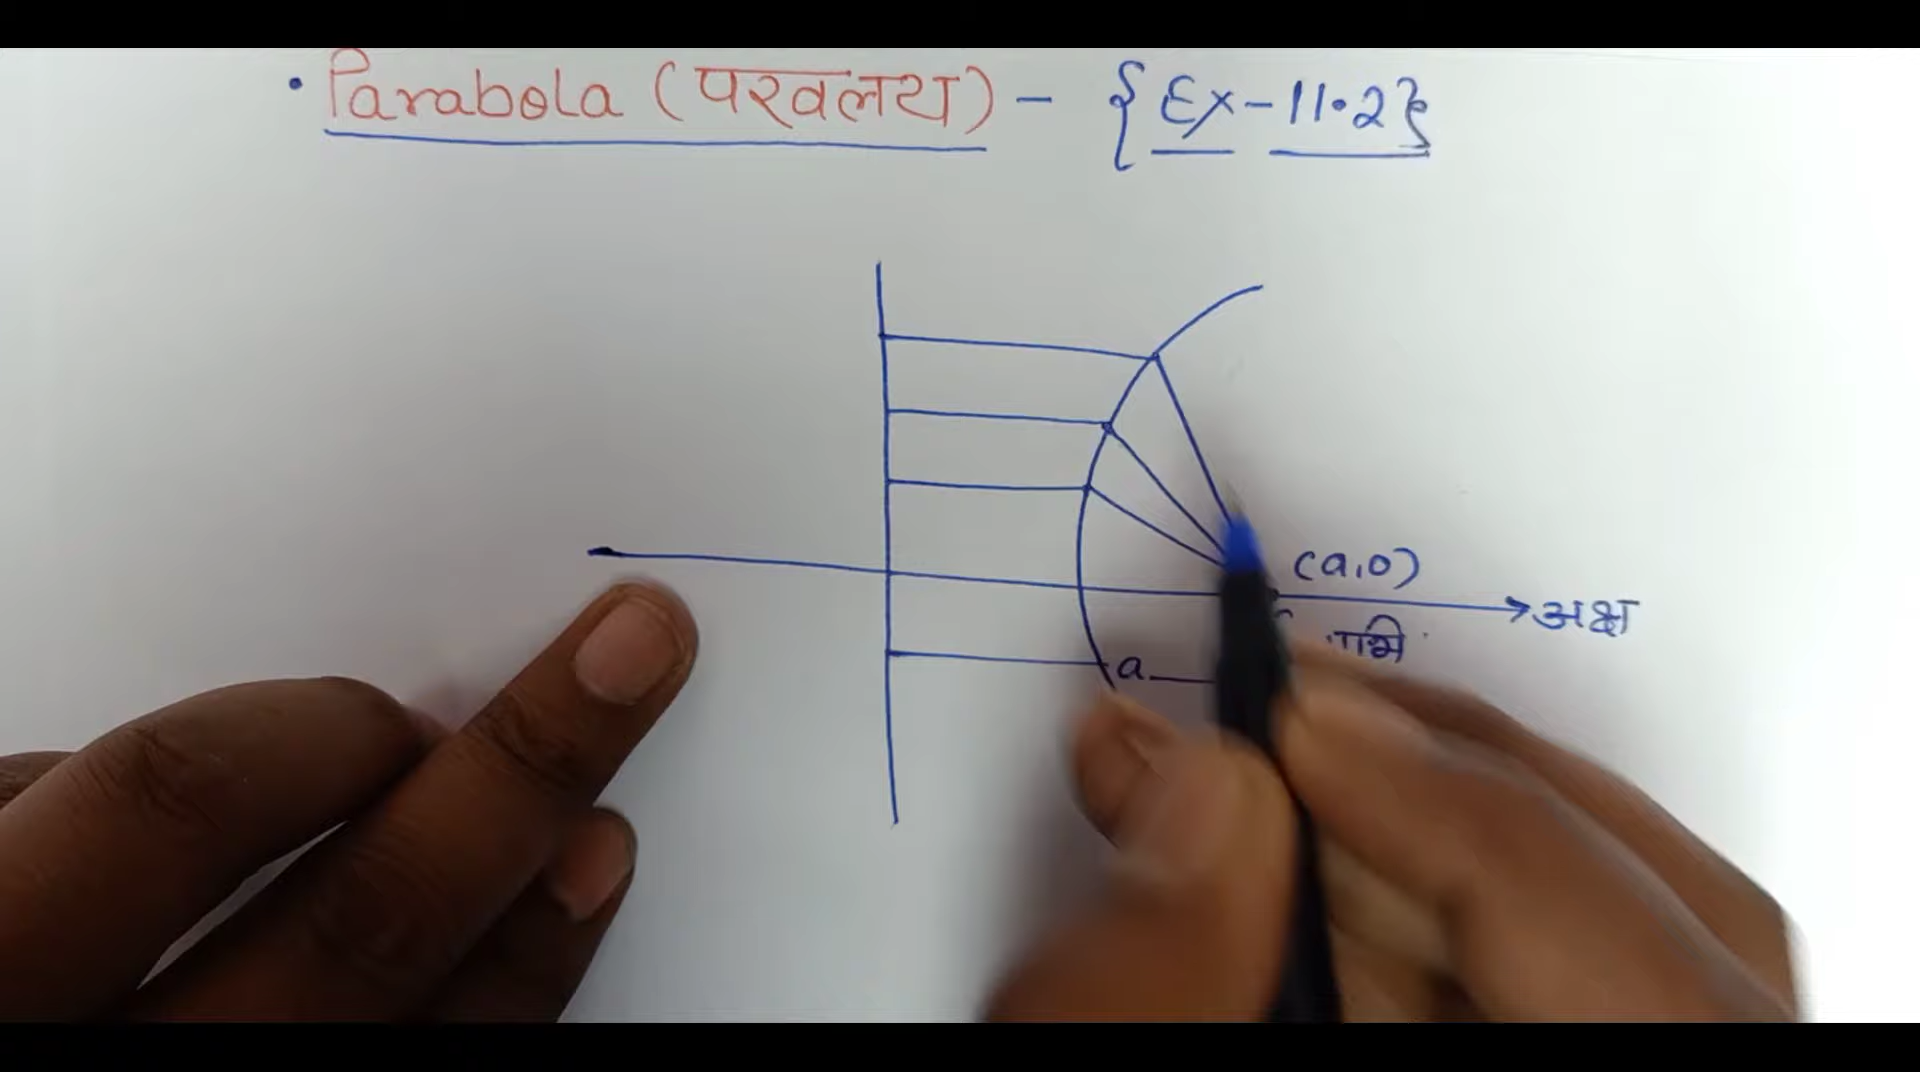 • Parabola (परवलय) - {Ex-11.2}
(a,0)
अक्ष
a